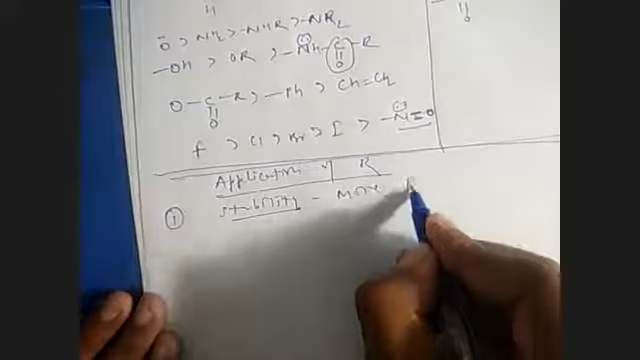 Ō > NH2 > -NHR > -NR2
-OH > OR > -NH-C-R
O
O-C-R > -Ph > CH=CH2
O
O
F > Cl > Br > I > -N=O
Application of R
① Stability - More